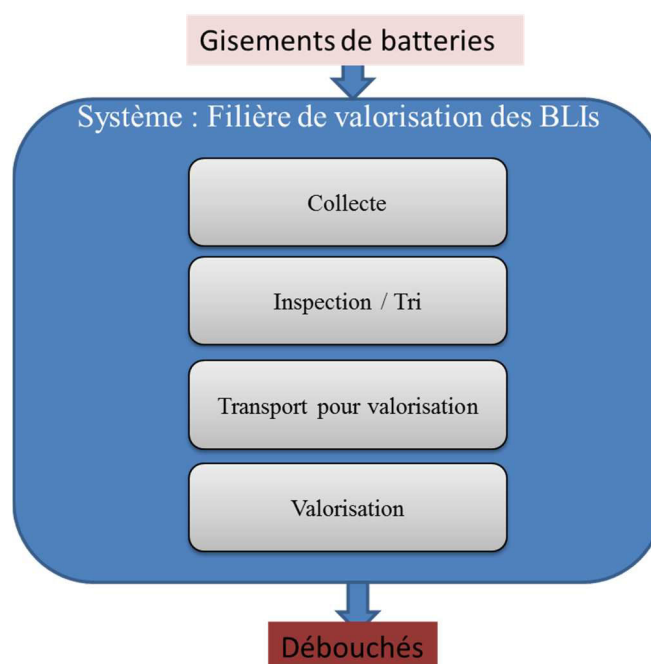 Gisements de batteries
Système : Filière de valorisation des BLIs
Collecte
Inspection / Tri
Transport pour valorisation
Valorisation
Débouchés